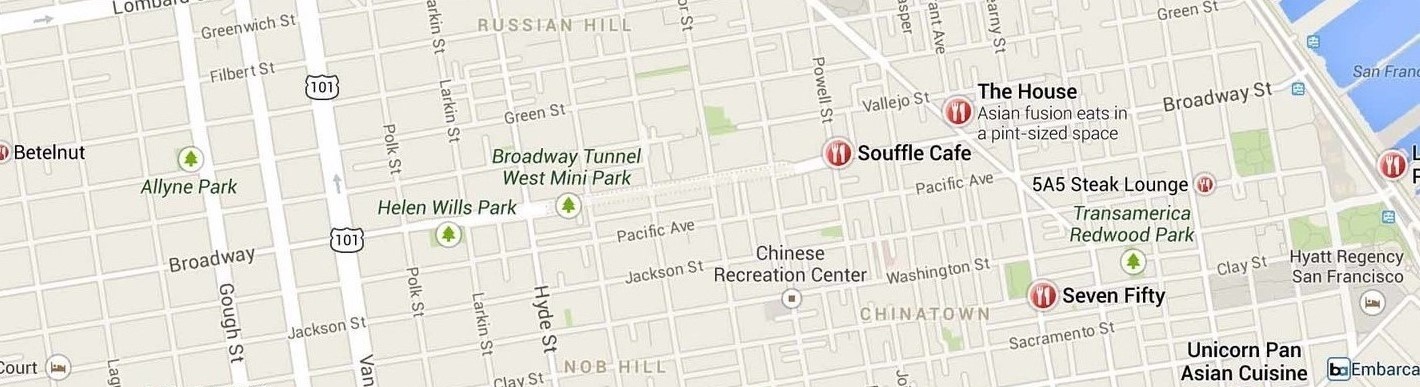 Lombard
Greenwich St
Filbert St
101
Larkin St
Larkin St
RUSSIAN HILL
Green St
Polk St
Betelnut
Allyne Park
Broadway Tunnel
West Mini Park
Helen Wills Park
101
Broadway
Gough St
Pacific Ave
Jackson St
Polk St
Larkin St
Hyde St
Jackson St
Van
Court
Clay St
NOB HILL
Powell St
Vallejo St
Green St
The House
Asian fusion eats in
a pint-sized space
Broadway St
Souffle Cafe
Pacific Ave
5A5 Steak Lounge
Transamerica
Redwood Park
Chinese
Recreation Center
Washington St
Clay St
Hyatt Regency
San Francisco
Seven Fifty
CHINATOWN
Sacramento St
Unicorn Pan
Asian Cuisine
Embarca